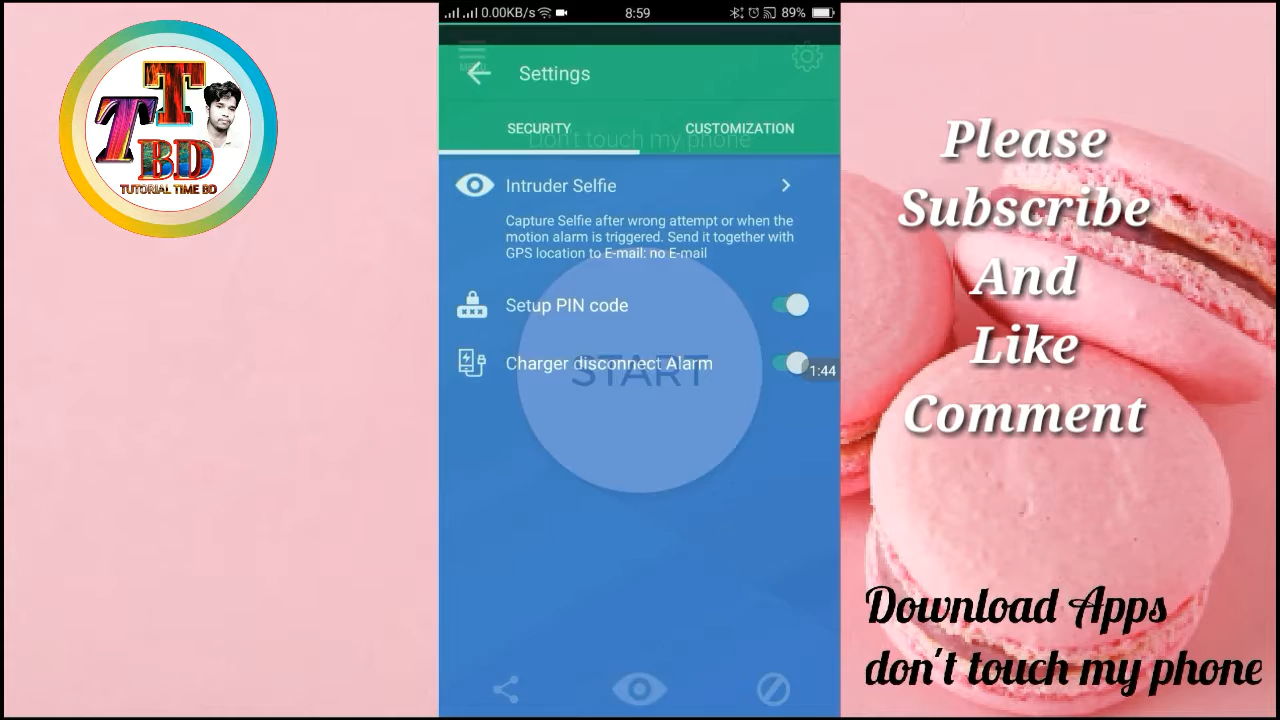 T
T
BD
TUTORIAL TIME BD
0.00KB/s
8:59
89%
Settings
SECURITY
CUSTOMIZATION
Don't touch my phone
Intruder Selfie
Capture Selfie after wrong attempt or when the
motion alarm is triggered. Send it together with
GPS location to E-mail: no E-mail
Setup PIN code
Charger disconnect Alarm
START
1:44
Please
Subscribe
And
Like
Comment
Download Apps
don't touch my phone